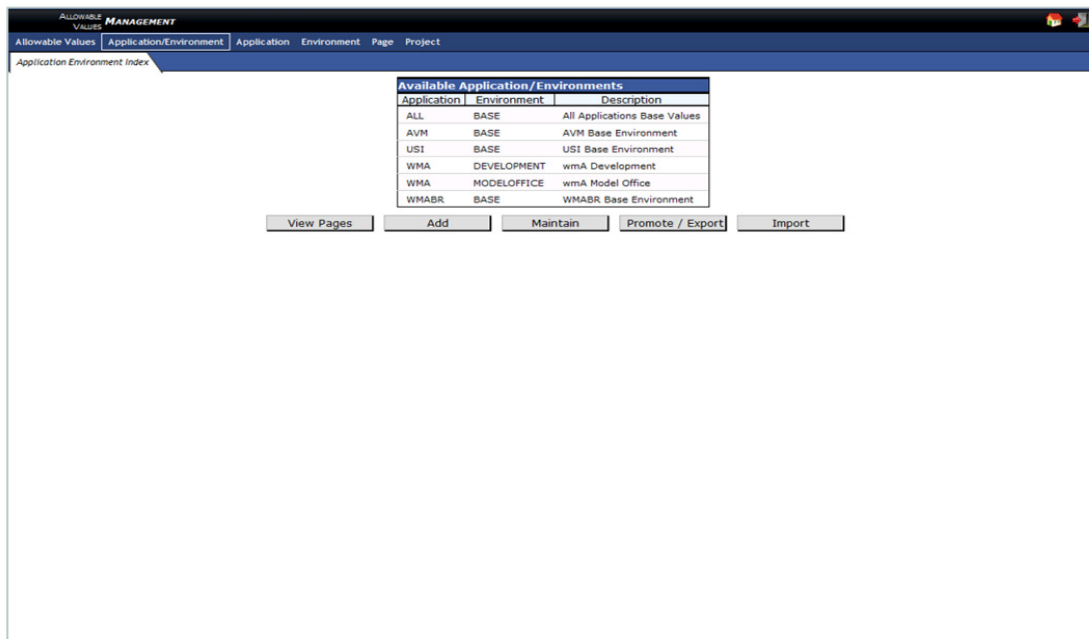 ALLOWABLE VALUES MANAGEMENT
Allowable Values Application/Environment Application Environment Page Project
Application Environment Index
Available Application/Environments
Application Environment Description
ALL BASE All Applications Base Values
AVM BASE AVM Base Environment
USI BASE USI Base Environment
WMA DEVELOPMENT wmA Development
WMA MODELOFFICE wmA Model Office
WMABR BASE WMABR Base Environment
View Pages Add Maintain Promote / Export Import